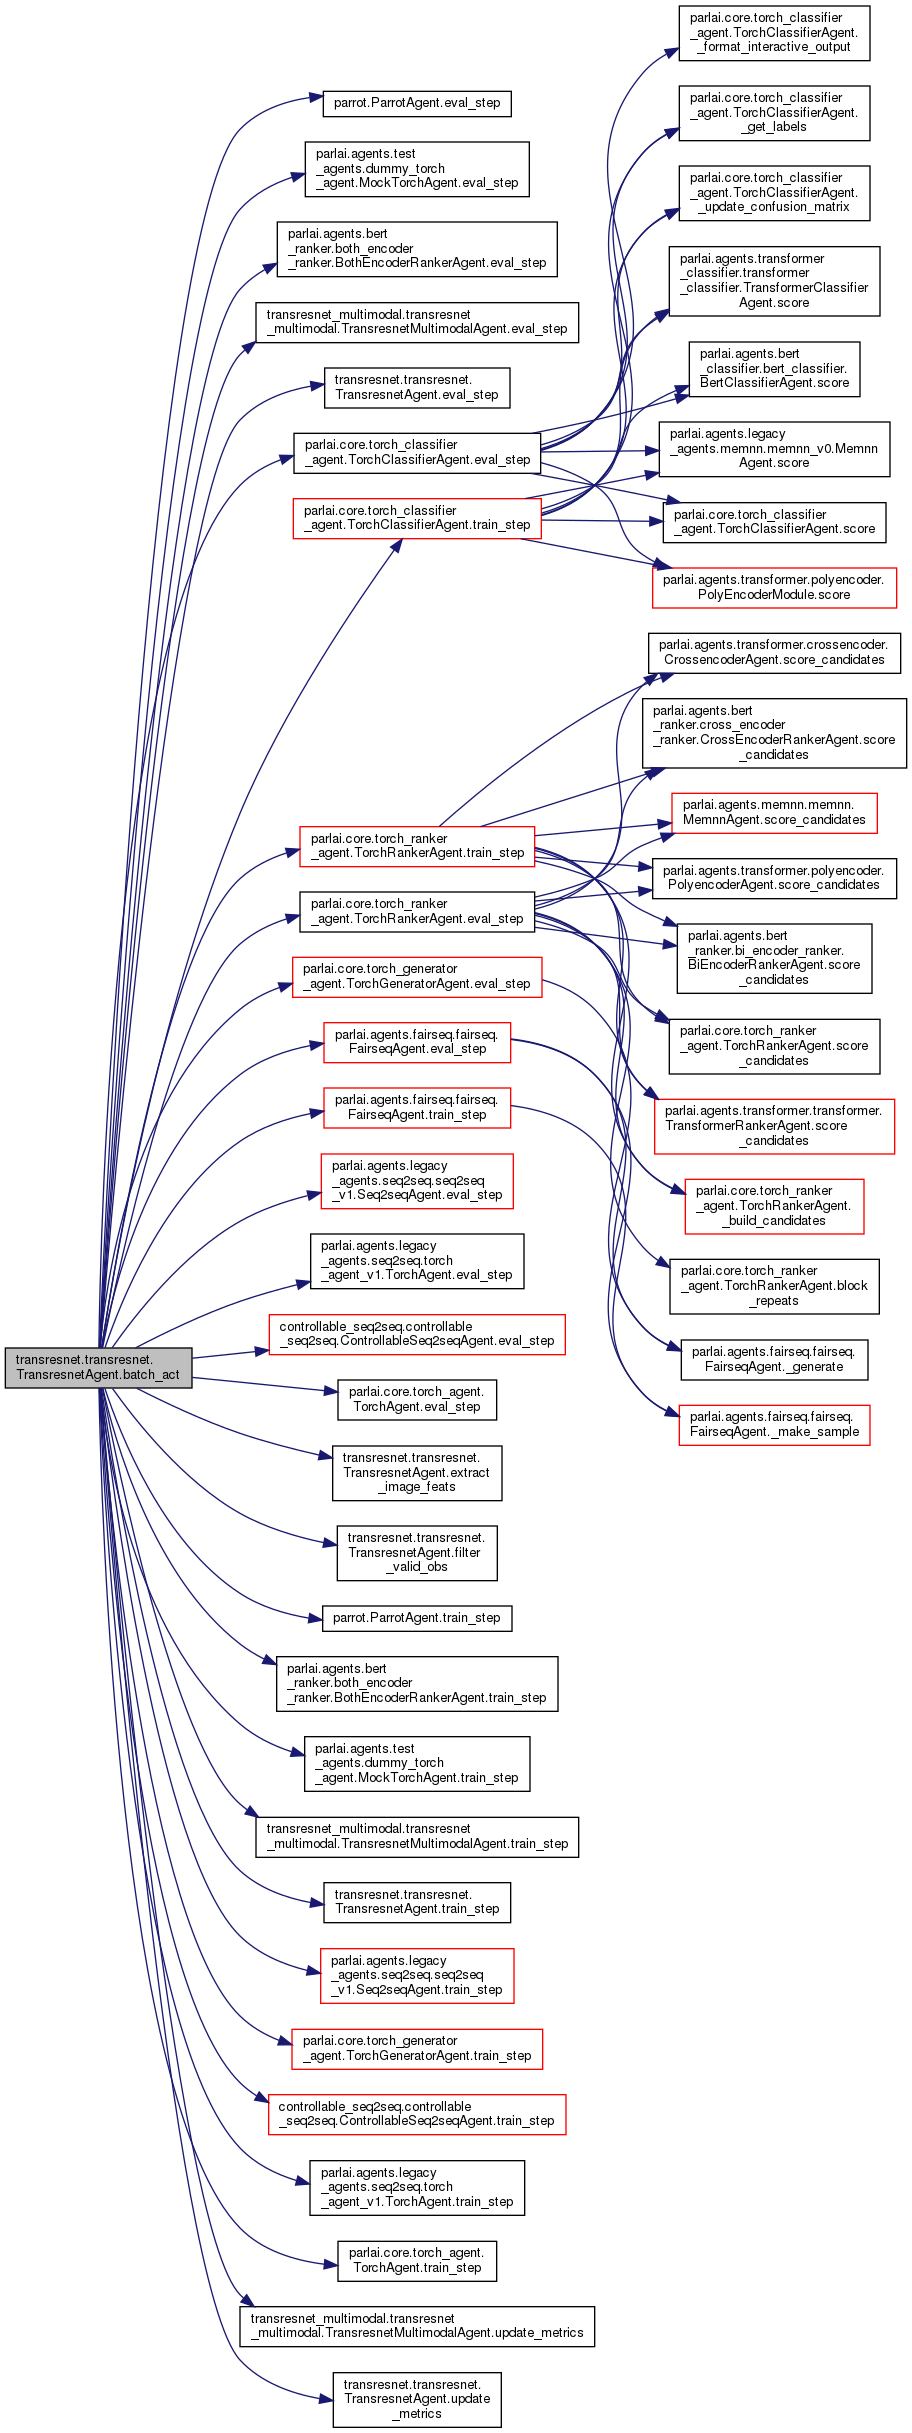 parrot.ParrotAgent.eval_step
parlai.agents.test
_agents.dummy_torch
_agent.MockTorchAgent.eval_step
parlai.agents.bert
_ranker.both_encoder
_ranker.BothEncoderRankerAgent.eval_step
transresnet_multimodal.transresnet
_multimodal.TransresnetMultimodalAgent.eval_step
transresnet.transresnet.
TransresnetAgent.eval_step
parlai.core.torch_classifier
_agent.TorchClassifierAgent.eval_step
parlai.core.torch_classifier
_agent.TorchClassifierAgent.train_step
parlai.core.torch_ranker
_agent.TorchRankerAgent.train_step
parlai.core.torch_ranker
_agent.TorchRankerAgent.eval_step
parlai.core.torch_generator
_agent.TorchGeneratorAgent.eval_step
parlai.agents.fairseq.fairseq.
FairseqAgent.eval_step
parlai.agents.fairseq.fairseq.
FairseqAgent.train_step
parlai.agents.legacy
_agents.seq2seq.seq2seq
_v1.Seq2seqAgent.eval_step
parlai.agents.legacy
_agents.seq2seq.torch
_agent_v1.TorchAgent.eval_step
transresnet.transresnet.
TransresnetAgent.batch_act
controllable_seq2seq.controllable
_seq2seq.ControllableSeq2seqAgent.eval_step
parlai.core.torch_agent.
TorchAgent.eval_step
transresnet.transresnet.
TransresnetAgent.extract
_image_feats
transresnet.transresnet.
TransresnetAgent.filter
_valid_obs
parrot.ParrotAgent.train_step
parlai.agents.bert
_ranker.both_encoder
_ranker.BothEncoderRankerAgent.train_step
parlai.agents.test
_agents.dummy_torch
_agent.MockTorchAgent.train_step
transresnet_multimodal.transresnet
_multimodal.TransresnetMultimodalAgent.train_step
transresnet.transresnet.
TransresnetAgent.train_step
parlai.agents.legacy
_agents.seq2seq.seq2seq
_v1.Seq2seqAgent.train_step
parlai.core.torch_generator
_agent.TorchGeneratorAgent.train_step
controllable_seq2seq.controllable
_seq2seq.ControllableSeq2seqAgent.train_step
parlai.agents.legacy
_agents.seq2seq.torch
_agent_v1.TorchAgent.train_step
parlai.core.torch_agent.
TorchAgent.train_step
transresnet_multimodal.transresnet
_multimodal.TransresnetMultimodalAgent.update_metrics
transresnet.transresnet.
TransresnetAgent.update
_metrics
parlai.core.torch_classifier
_agent.TorchClassifierAgent.
_format_interactive_output
parlai.core.torch_classifier
_agent.TorchClassifierAgent.
_get_labels
parlai.core.torch_classifier
_agent.TorchClassifierAgent.
_update_confusion_matrix
parlai.agents.transformer
_classifier.transformer
_classifier.TransformerClassifier
Agent.score
parlai.agents.bert
_classifier.bert_classifier.
BertClassifierAgent.score
parlai.agents.legacy
_agents.memnn.memnn_v0.Memnn
Agent.score
parlai.core.torch_classifier
_agent.TorchClassifierAgent.score
parlai.agents.transformer.polyencoder.
PolyEncoderModule.score
parlai.agents.transformer.crossencoder.
CrossencoderAgent.score_candidates
parlai.agents.bert
_ranker.cross_encoder
_ranker.CrossEncoderRankerAgent.score
_candidates
parlai.agents.memnn.memnn.
MemnnAgent.score_candidates
parlai.agents.transformer.polyencoder.
PolyencoderAgent.score_candidates
parlai.agents.bert
_ranker.bi_encoder_ranker.
BiEncoderRankerAgent.score
_candidates
parlai.core.torch_ranker
_agent.TorchRankerAgent.score
_candidates
parlai.agents.transformer.transformer.
TransformerRankerAgent.score
_candidates
parlai.core.torch_ranker
_agent.TorchRankerAgent.
_build_candidates
parlai.core.torch_ranker
_agent.TorchRankerAgent.block
_repeats
parlai.agents.fairseq.fairseq.
FairseqAgent._generate
parlai.agents.fairseq.fairseq.
FairseqAgent._make_sample